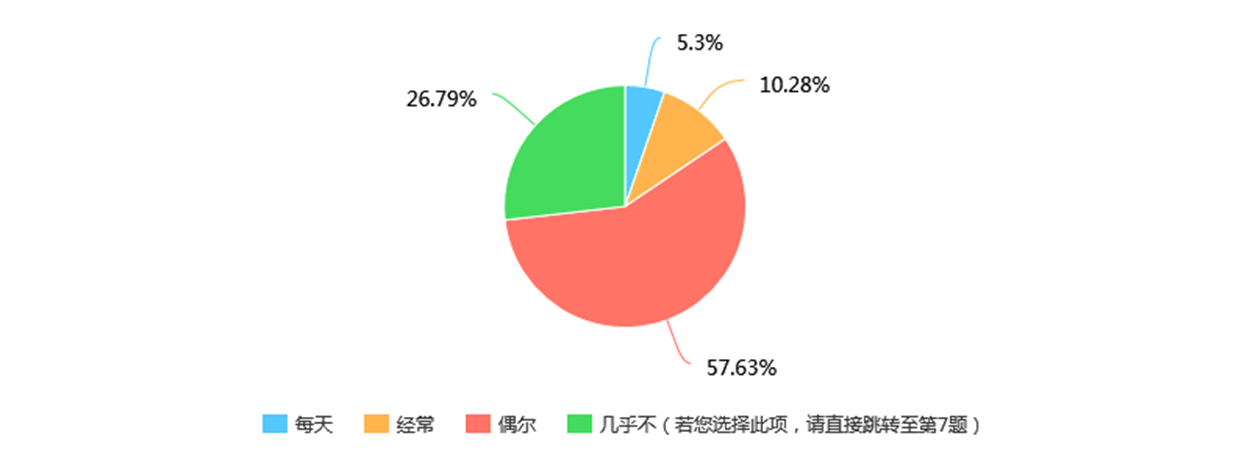 5.3%
10.28%
26.79%
57.63%
每天 经常 偶尔 几乎不（若您选择此项，请直接跳转至第7题）